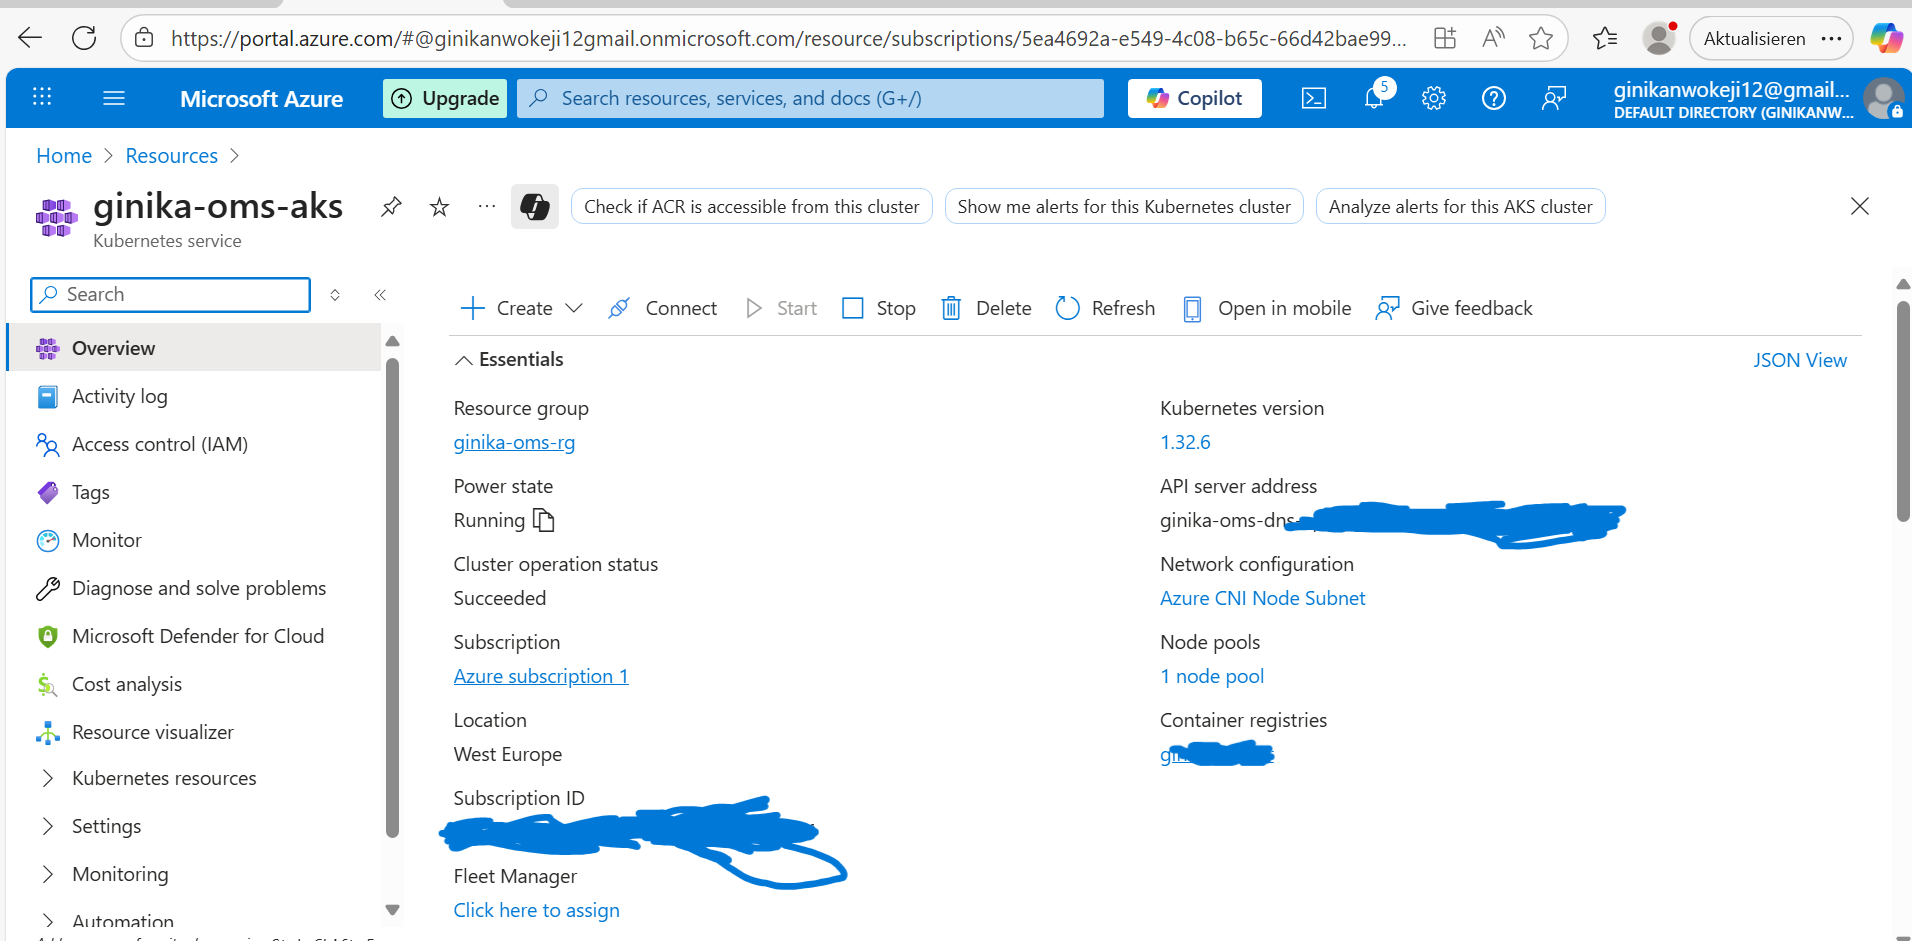 https://portal.azure.com/#@ginikanwokeji12gmail.onmicrosoft.com/resource/subscriptions/5ea4692a-e549-4c08-b65c-66d42bae99...
Aktualisieren
Microsoft Azure
Upgrade
Search resources, services, and docs (G+/)
Copilot
5
ginikanwokeji12@gmail...
DEFAULT DIRECTORY (GINIKANW...
Home > Resources >
ginika-oms-aks
Kubernetes service
Check if ACR is accessible from this cluster
Show me alerts for this Kubernetes cluster
Analyze alerts for this AKS cluster
Search
Create
Connect
Start
Stop
Delete
Refresh
Open in mobile
Give feedback
Overview
Activity log
Access control (IAM)
Tags
Monitor
Diagnose and solve problems
Microsoft Defender for Cloud
Cost analysis
Resource visualizer
Kubernetes resources
Settings
Monitoring
Automation
Essentials
JSON View
Resource group
ginika-oms-rg
Power state
Running
Cluster operation status
Succeeded
Subscription
Azure subscription 1
Location
West Europe
Subscription ID
Fleet Manager
Click here to assign
Kubernetes version
1.32.6
API server address
ginika-oms-dns-
Network configuration
Azure CNI Node Subnet
Node pools
1 node pool
Container registries